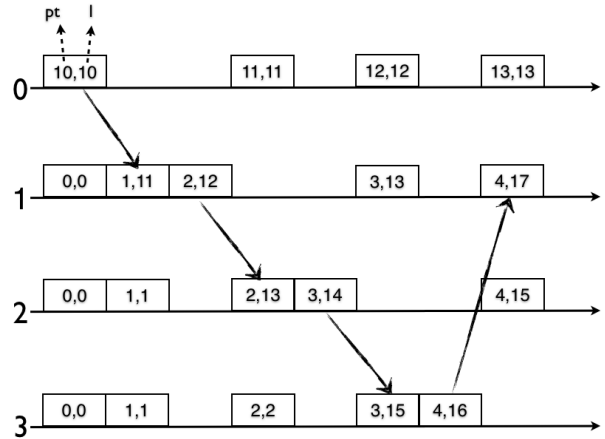 pt l
0 10,10 11,11 12,12 13,13
1 0,0 1,11 2,12 3,13 4,17
2 0,0 1,1 2,13 3,14 4,15
3 0,0 1,1 2,2 3,15 4,16